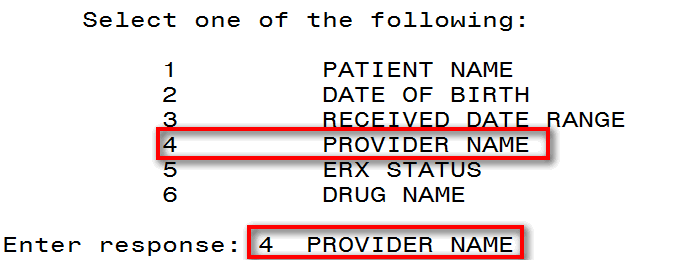 Select one of the following:
1 PATIENT NAME
2 DATE OF BIRTH
3 RECEIVED DATE RANGE
4 PROVIDER NAME
5 ERX STATUS
6 DRUG NAME
Enter response: 4 PROVIDER NAME